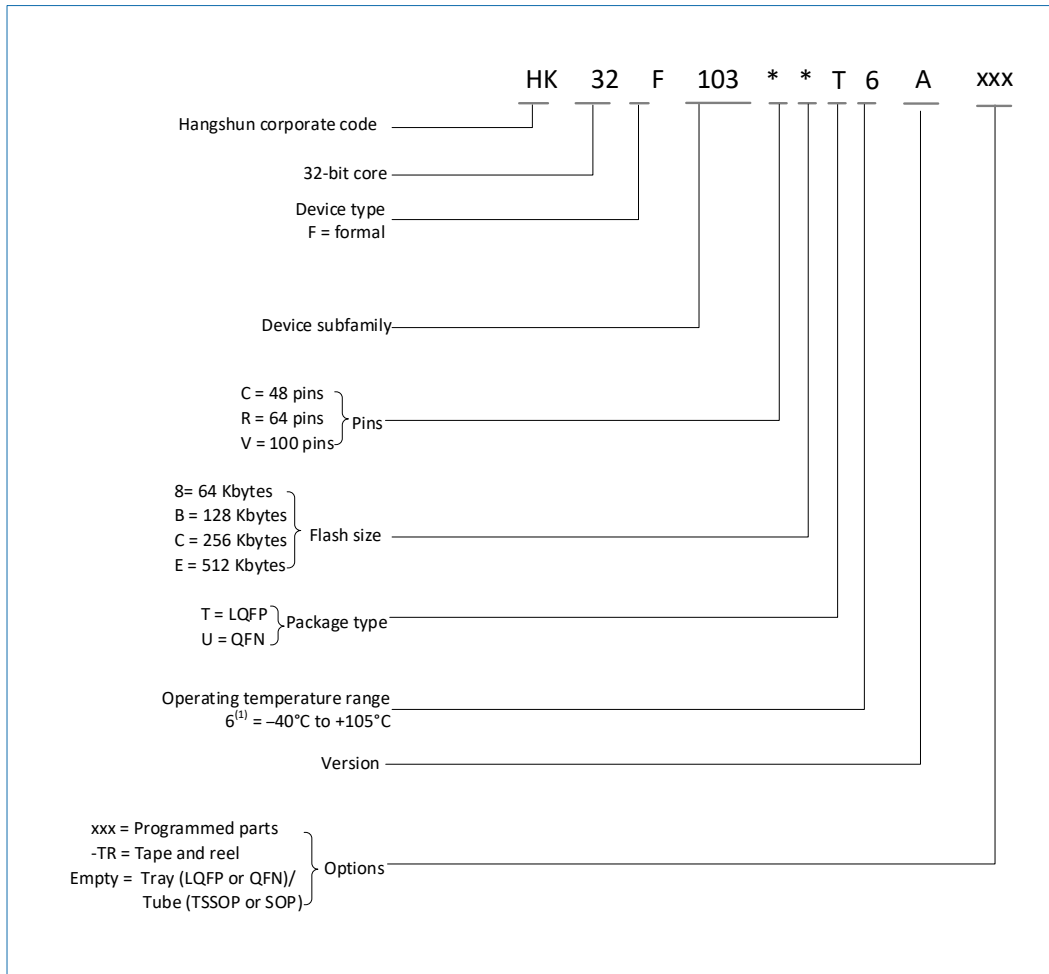 HK 32 F 103 * * T 6 A xxx
Hangshun corporate code
32-bit core
Device type
F = formal
Device subfamily
C = 48 pins
R = 64 pins
V = 100 pins
Pins
8= 64 Kbytes
B = 128 Kbytes
C = 256 Kbytes
E = 512 Kbytes
Flash size
T = LQFP
U = QFN
Package type
Operating temperature range
6(1) = –40°C to +105°C
Version
xxx = Programmed parts
-TR = Tape and reel
Empty = Tray (LQFP or QFN)/
Tube (TSSOP or SOP)
Options